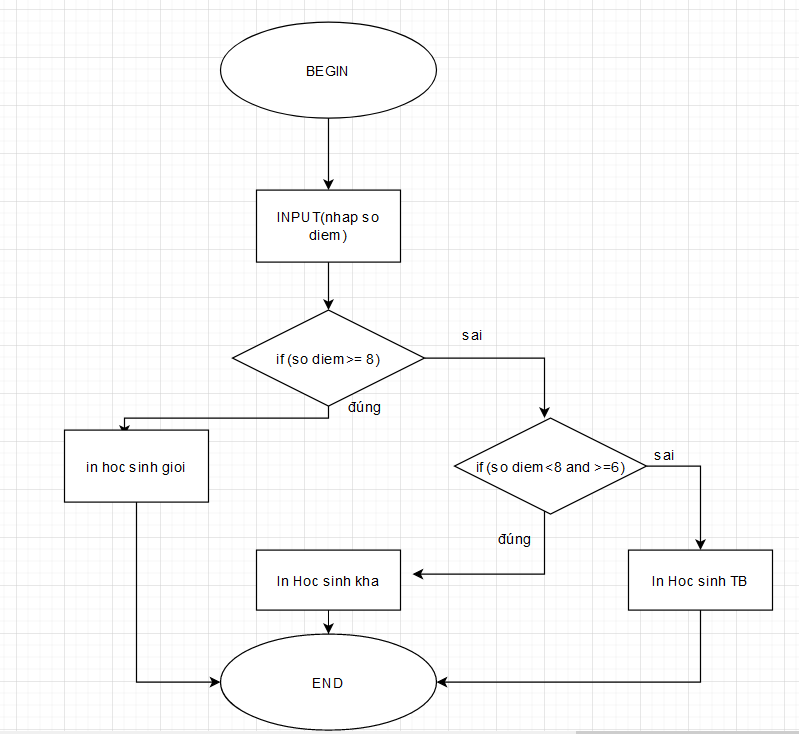 BEGIN
INPUT(nhap so
diem)
sai
if (so diem >= 8)
đúng
sai
in hoc sinh gioi
if (so diem <8 and >=6)
đúng
In Hoc sinh kha
In Hoc sinh TB
END